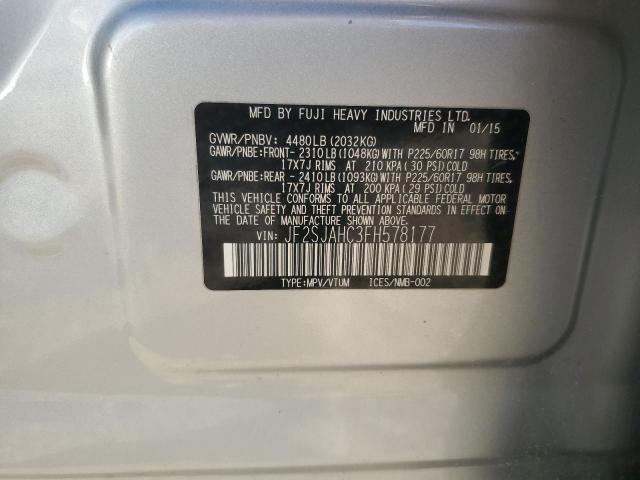 MFD BY FUJI HEAVY INDUSTRIES LTD.
MFD IN 01/15
GVWR/PNBV: 4480LB (2032KG)
GAWR/PNBE:FRONT- 2310LB (1048KG)WITH P225/60R17 98H TIRES,
17X7J RIMS AT 210 KPA ( 30 PSI) COLD
GAWR/PNBE:REAR - 2410LB (1093KG)WITH P225/60R17 98H TIRES,
17X7J RIMS AT 200 KPA ( 29 PSI) COLD
THIS VEHICLE CONFORMS TO ALL APPLICABLE FEDERAL MOTOR
VEHICLE SAFETY AND THEFT PREVENTION STANDARDS IN EFFECT
ON THE DATE OF MANUFACTURE SHOWN ABOVE.
VIN: JF2SJAHC3FH578177
TYPE:MPV/VTUM ICES/NMB-002